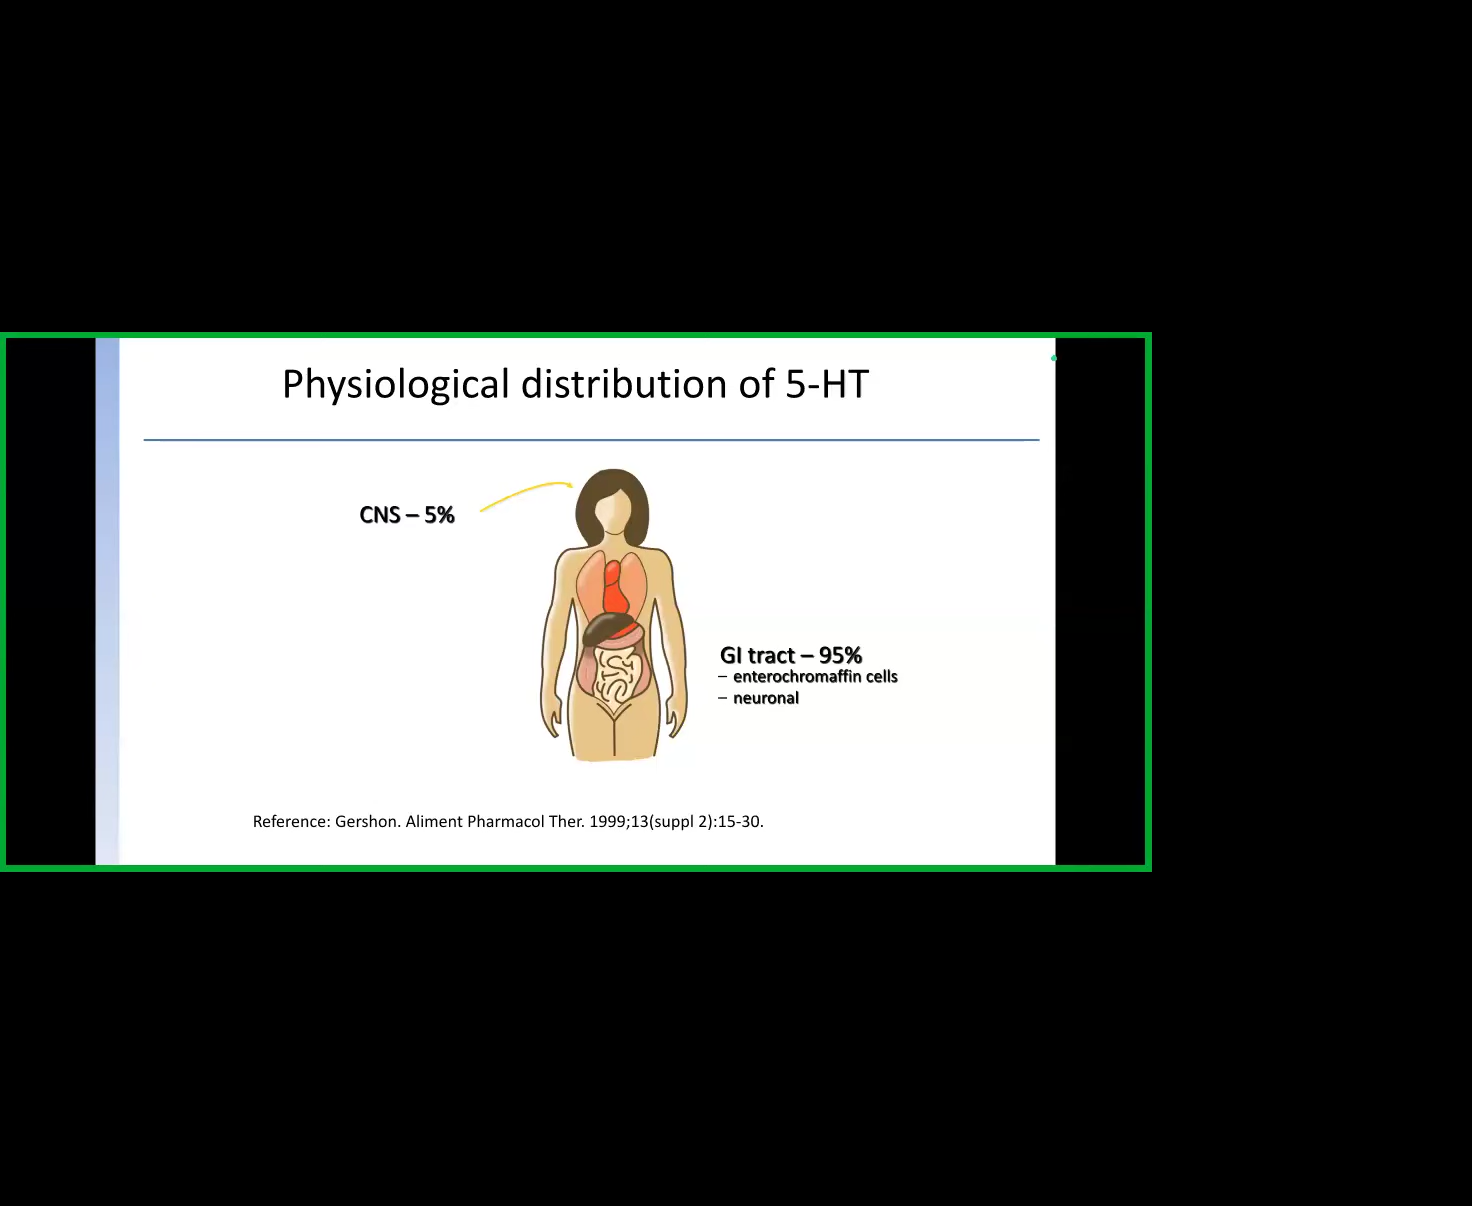 Physiological distribution of 5-HT
CNS – 5%
GI tract – 95%
– enterochromaffin cells
– neuronal
Reference: Gershon. Aliment Pharmacol Ther. 1999;13(suppl 2):15-30.